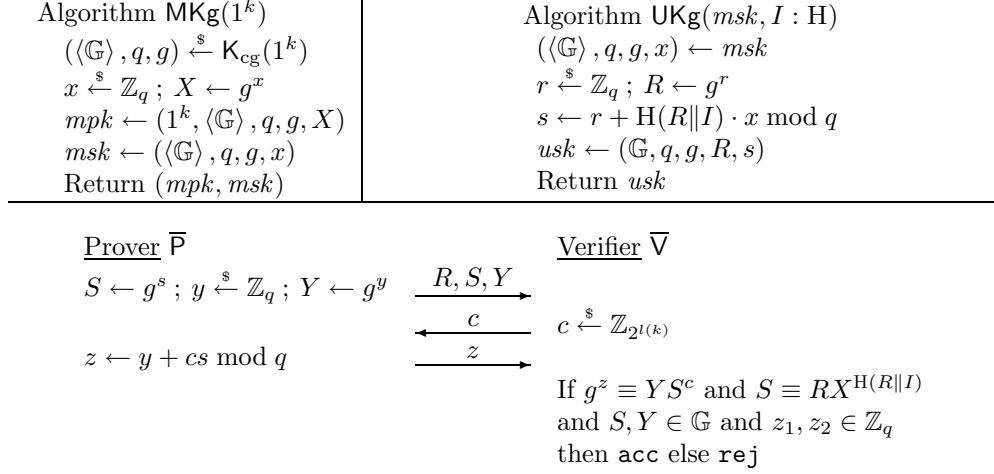 Algorithm MKg(1^k)
(⟨𝔾⟩, q, g) ←$ K_cg(1^k)
x ←$ ℤ_q ; X ← g^x
mpk ← (1^k, ⟨𝔾⟩, q, g, X)
msk ← (⟨𝔾⟩, q, g, x)
Return (mpk, msk)
Algorithm UKg(msk, I : H)
(⟨𝔾⟩, q, g, x) ← msk
r ←$ ℤ_q ; R ← g^r
s ← r + H(R‖I) · x mod q
usk ← (𝔾, q, g, R, s)
Return usk
Prover P̅
Verifier V̅
S ← g^s ; y ←$ ℤ_q ; Y ← g^y
R, S, Y
c
c ←$ ℤ_{2^{l(k)}}
z ← y + cs mod q
z
If g^z ≡ YS^c and S ≡ RX^{H(R‖I)}
and S, Y ∈ 𝔾 and z_1, z_2 ∈ ℤ_q
then acc else rej